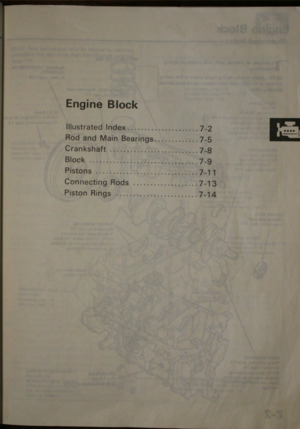 Engine Block
Illustrated Index......................7-2
Rod and Main Bearings..............7-5
Crankshaft ..........................7-8
Block ................................7-9
Pistons ..............................7-11
Connecting Rods ....................7-13
Piston Rings .........................7-14